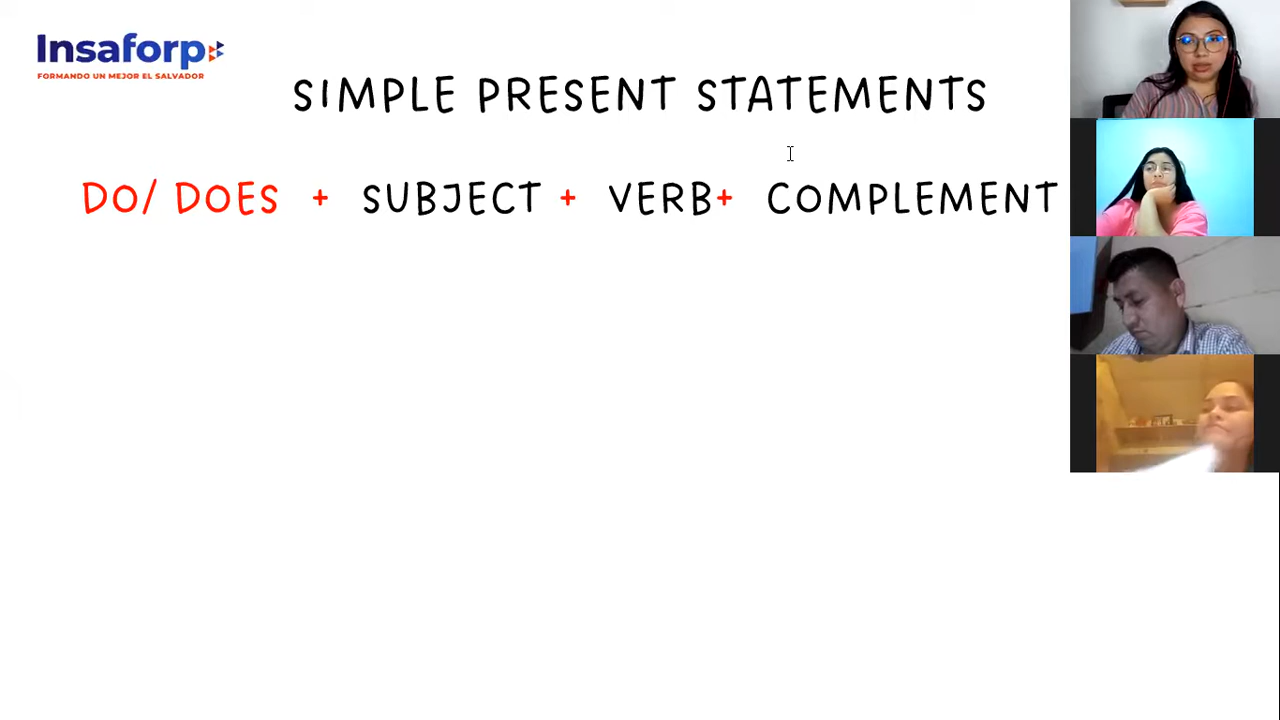 Insaforp
FORMANDO UN MEJOR EL SALVADOR
SIMPLE PRESENT STATEMENTS
DO/ DOES + SUBJECT + VERB+ COMPLEMENT